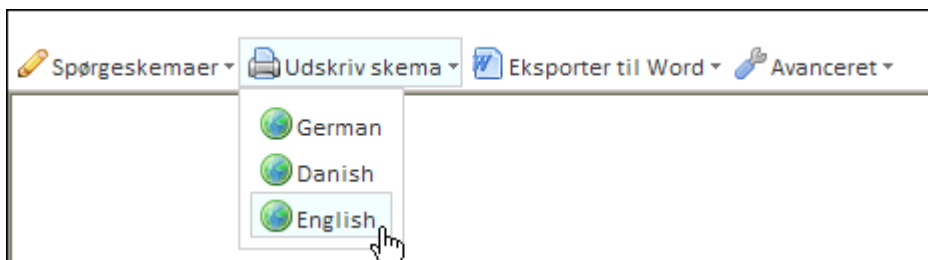 Spørgeskemaer Udskriv skema Eksporter til Word Avanceret
German
Danish
English